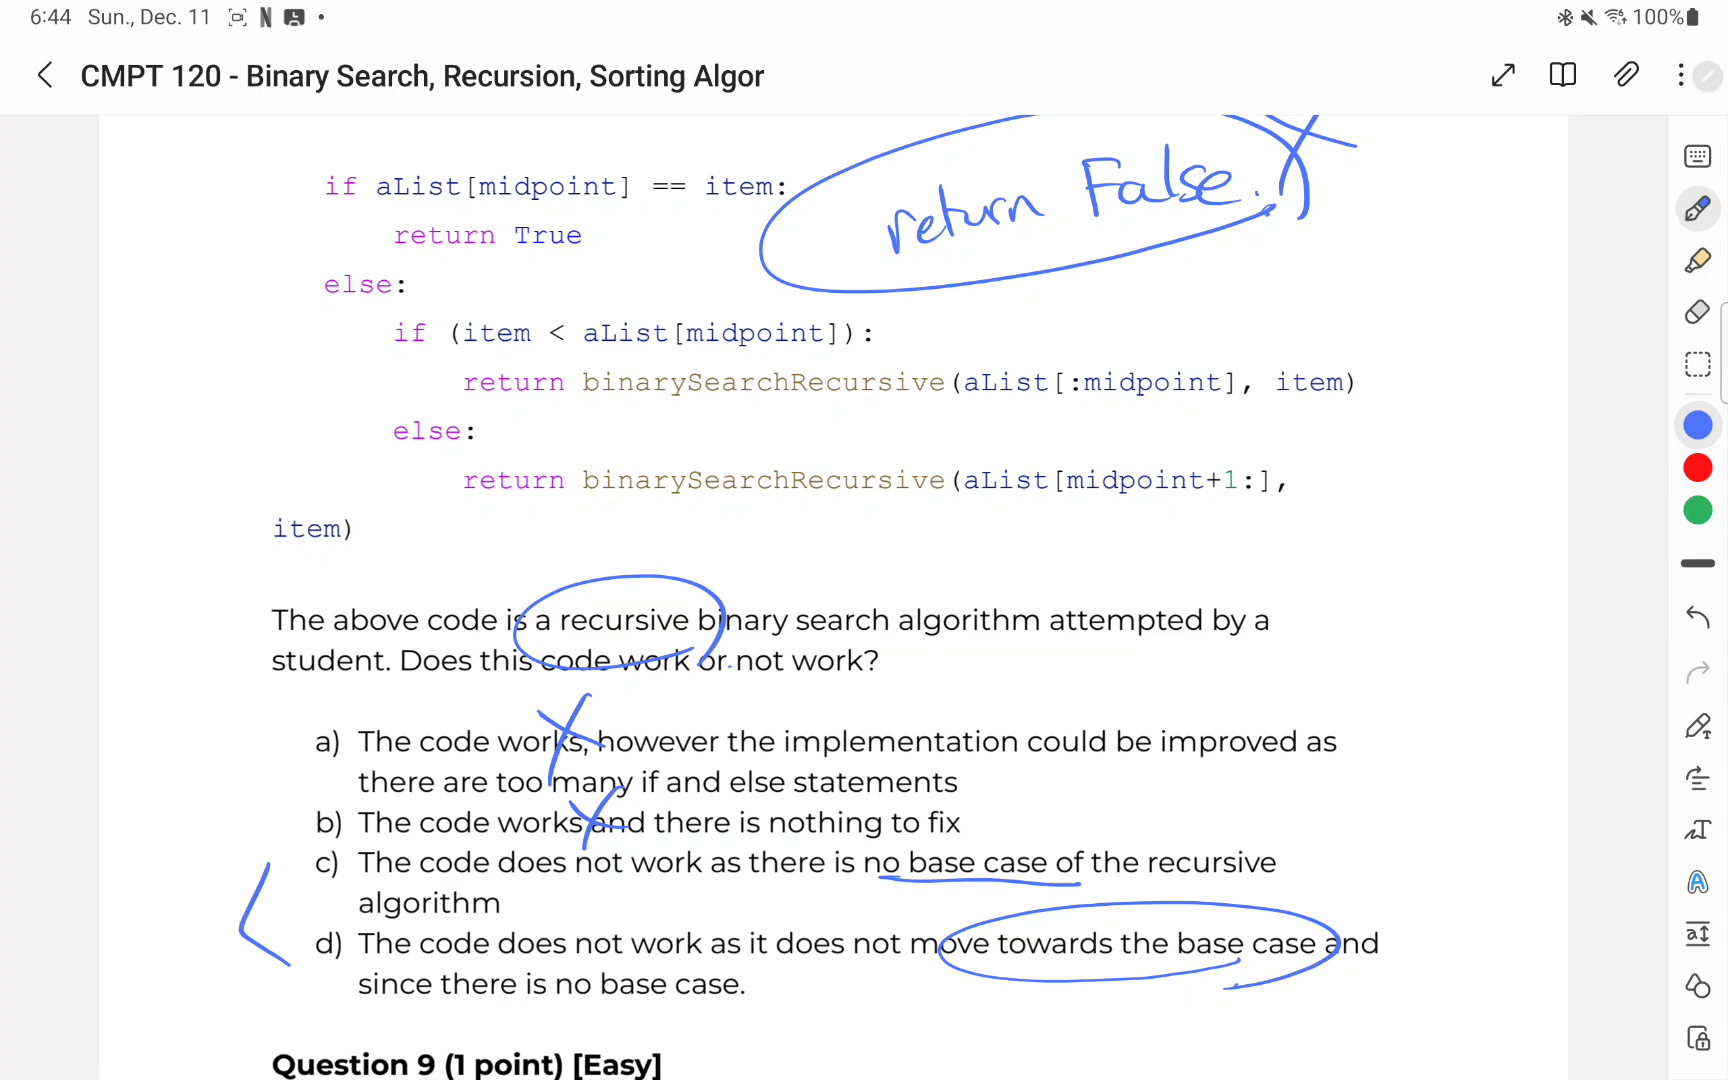 6:44 Sun., Dec. 11 100%
CMPT 120 - Binary Search, Recursion, Sorting Algor
return False.
if aList[midpoint] == item:
return True
else:
if (item < aList[midpoint]):
return binarySearchRecursive(aList[:midpoint], item)
else:
return binarySearchRecursive(aList[midpoint+1:],
item)
The above code is a recursive binary search algorithm attempted by a
student. Does this code work or not work?
a) The code works, however the implementation could be improved as
there are too many if and else statements
b) The code works and there is nothing to fix
c) The code does not work as there is no base case of the recursive
algorithm
d) The code does not work as it does not move towards the base case and
since there is no base case.
Question 9 (1 point) [Easy]